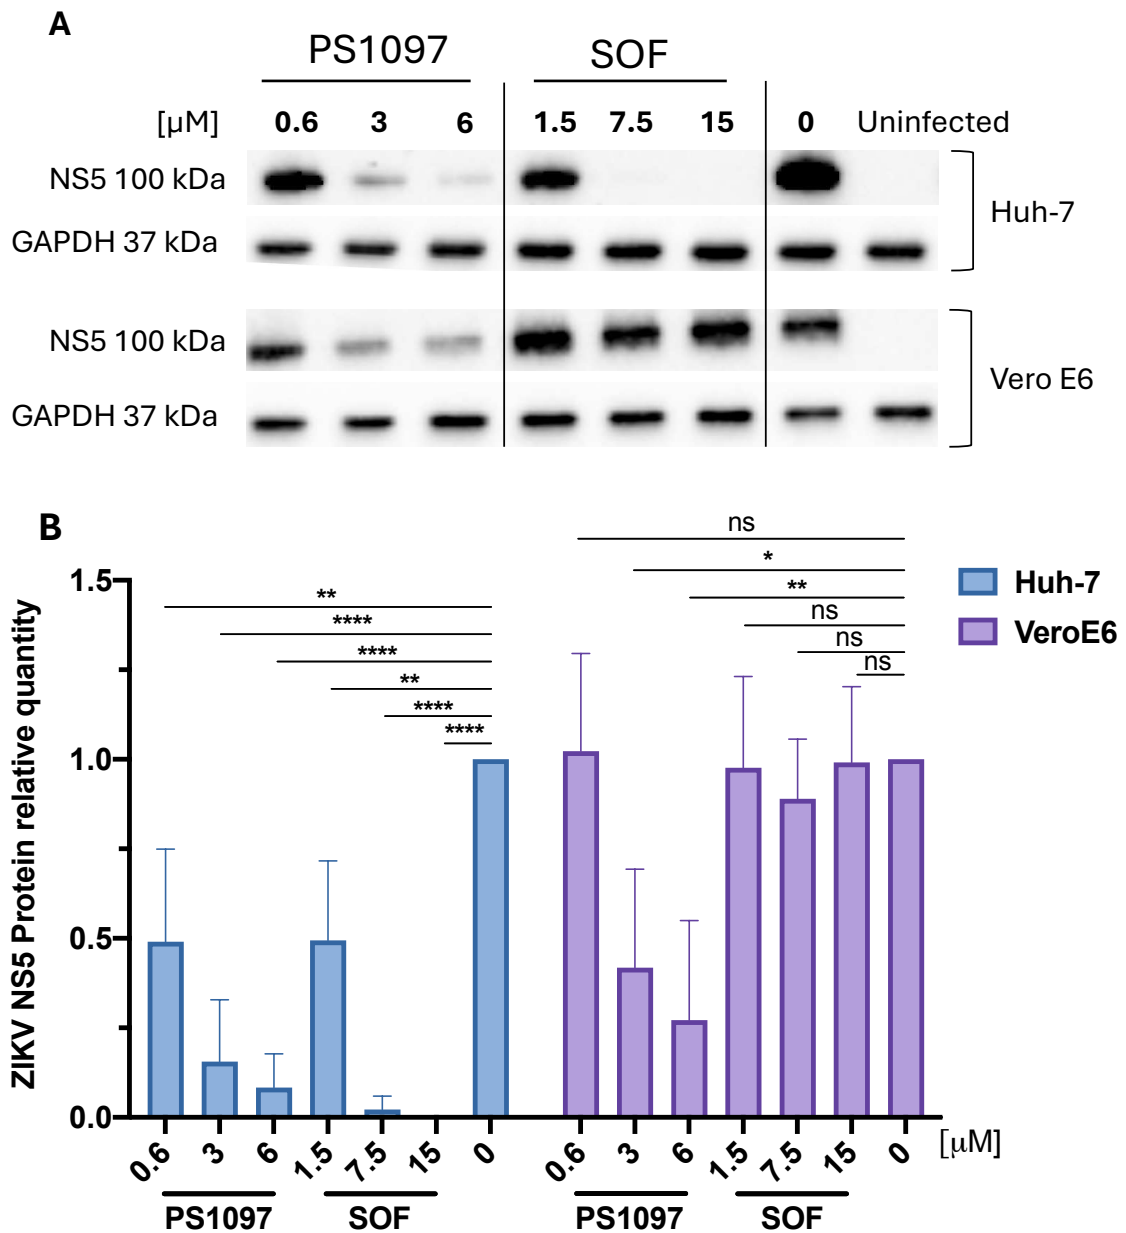 A
PS1097 SOF
[µM] 0.6 3 6 1.5 7.5 15 0 Uninfected
NS5 100 kDa
GAPDH 37 kDa
Huh-7
NS5 100 kDa
GAPDH 37 kDa
Vero E6
B
ns
*
**
ns
ns
ns
**
****
****
**
****
****
Huh-7
VeroE6
ZIKV NS5 Protein relative quantity
1.5
1.0
0.5
0.0
0.6 3 6 1.5 7.5 15 0 0.6 3 6 1.5 7.5 15 0 [µM]
PS1097 SOF PS1097 SOF